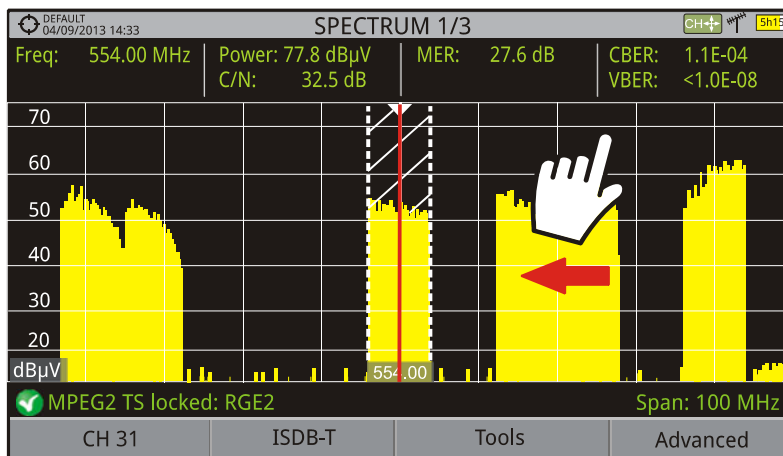 DEFAULT
04/09/2013 14:33
SPECTRUM 1/3
CH
5h15
Freq: 554.00 MHz
Power: 77.8 dBµV
MER: 27.6 dB
CBER: 1.1E-04
C/N: 32.5 dB
VBER: <1.0E-08
70
60
50
40
30
20
dBµV
554.00
MPEG2 TS locked: RGE2
Span: 100 MHz
CH 31
ISDB-T
Tools
Advanced